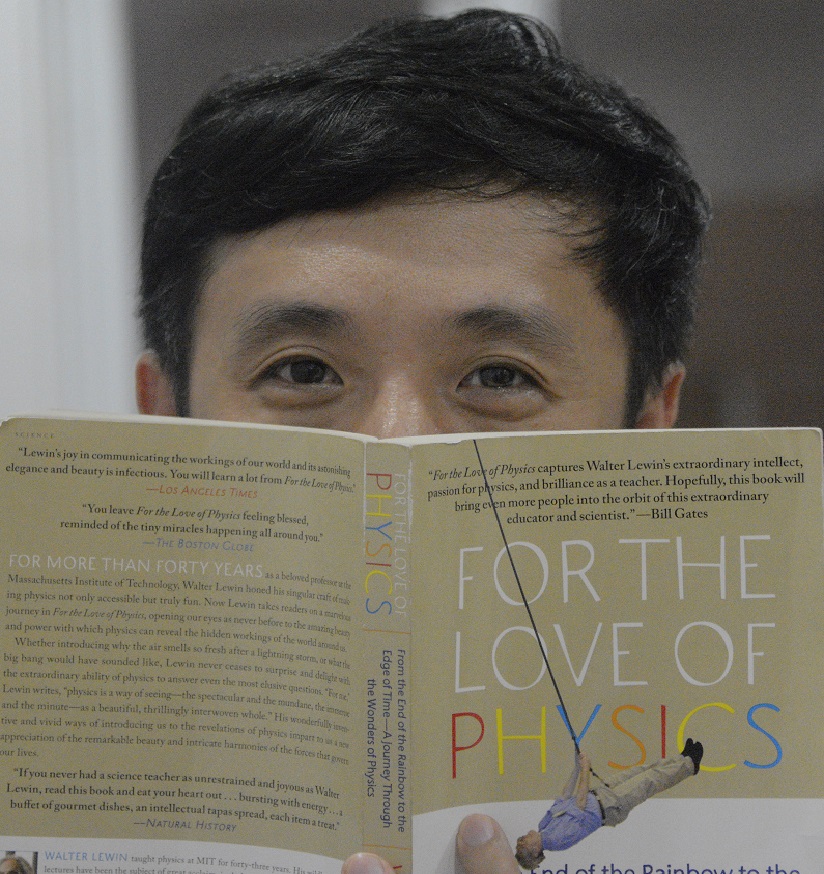 SCIENCE
"Lewin's joy in communicating the workings of our world and its astonishing
elegance and beauty is infectious. You will learn a lot from For the Love of Physics."
—LOS ANGELES TIMES
"You leave For the Love of Physics feeling blessed,
reminded of the tiny miracles happening all around you."
—THE BOSTON GLOBE
FOR MORE THAN FORTY YEARS as a beloved professor at the
Massachusetts Institute of Technology, Walter Lewin honed his singular craft of mak-
ing physics not only accessible but truly fun. Now Lewin takes readers on a marvelous
journey in For the Love of Physics, opening our eyes as never before to the amazing beauty
and power with which physics can reveal the hidden workings of the world around us.
Whether introducing why the air smells so fresh after a lightning storm, or what the
big bang would have sounded like, Lewin never ceases to surprise and delight with
the extraordinary ability of physics to answer even the most elusive questions. "For me,"
Lewin writes, "physics is a way of seeing—the spectacular and the mundane, the immense
and the minute—as a beautiful, thrillingly interwoven whole." His wonderfully inven-
tive and vivid ways of introducing us to the revelations of physics impart to us a new
appreciation of the remarkable beauty and intricate harmonies of the forces that govern
our lives.
"If you never had a science teacher as unrestrained and joyous as Walter
Lewin, read this book and eat your heart out . . . bursting with energy . . . a
buffet of gourmet dishes, an intellectual tapas spread, each item a treat."
—NATURAL HISTORY
WALTER LEWIN taught physics at MIT for forty-three years. His
lectures have been the subject of great
FOR THE LOVE OF
PHYSICS
From the End of the Rainbow to the
Edge of Time—A Journey Through
the Wonders of Physics
"For the Love of Physics captures Walter Lewin's extraordinary intellect,
passion for physics, and brilliance as a teacher. Hopefully, this book will
bring even more people into the orbit of this extraordinary
educator and scientist."—Bill Gates
FOR THE
LOVE OF
PHYSICS
End of the Rainbow to the